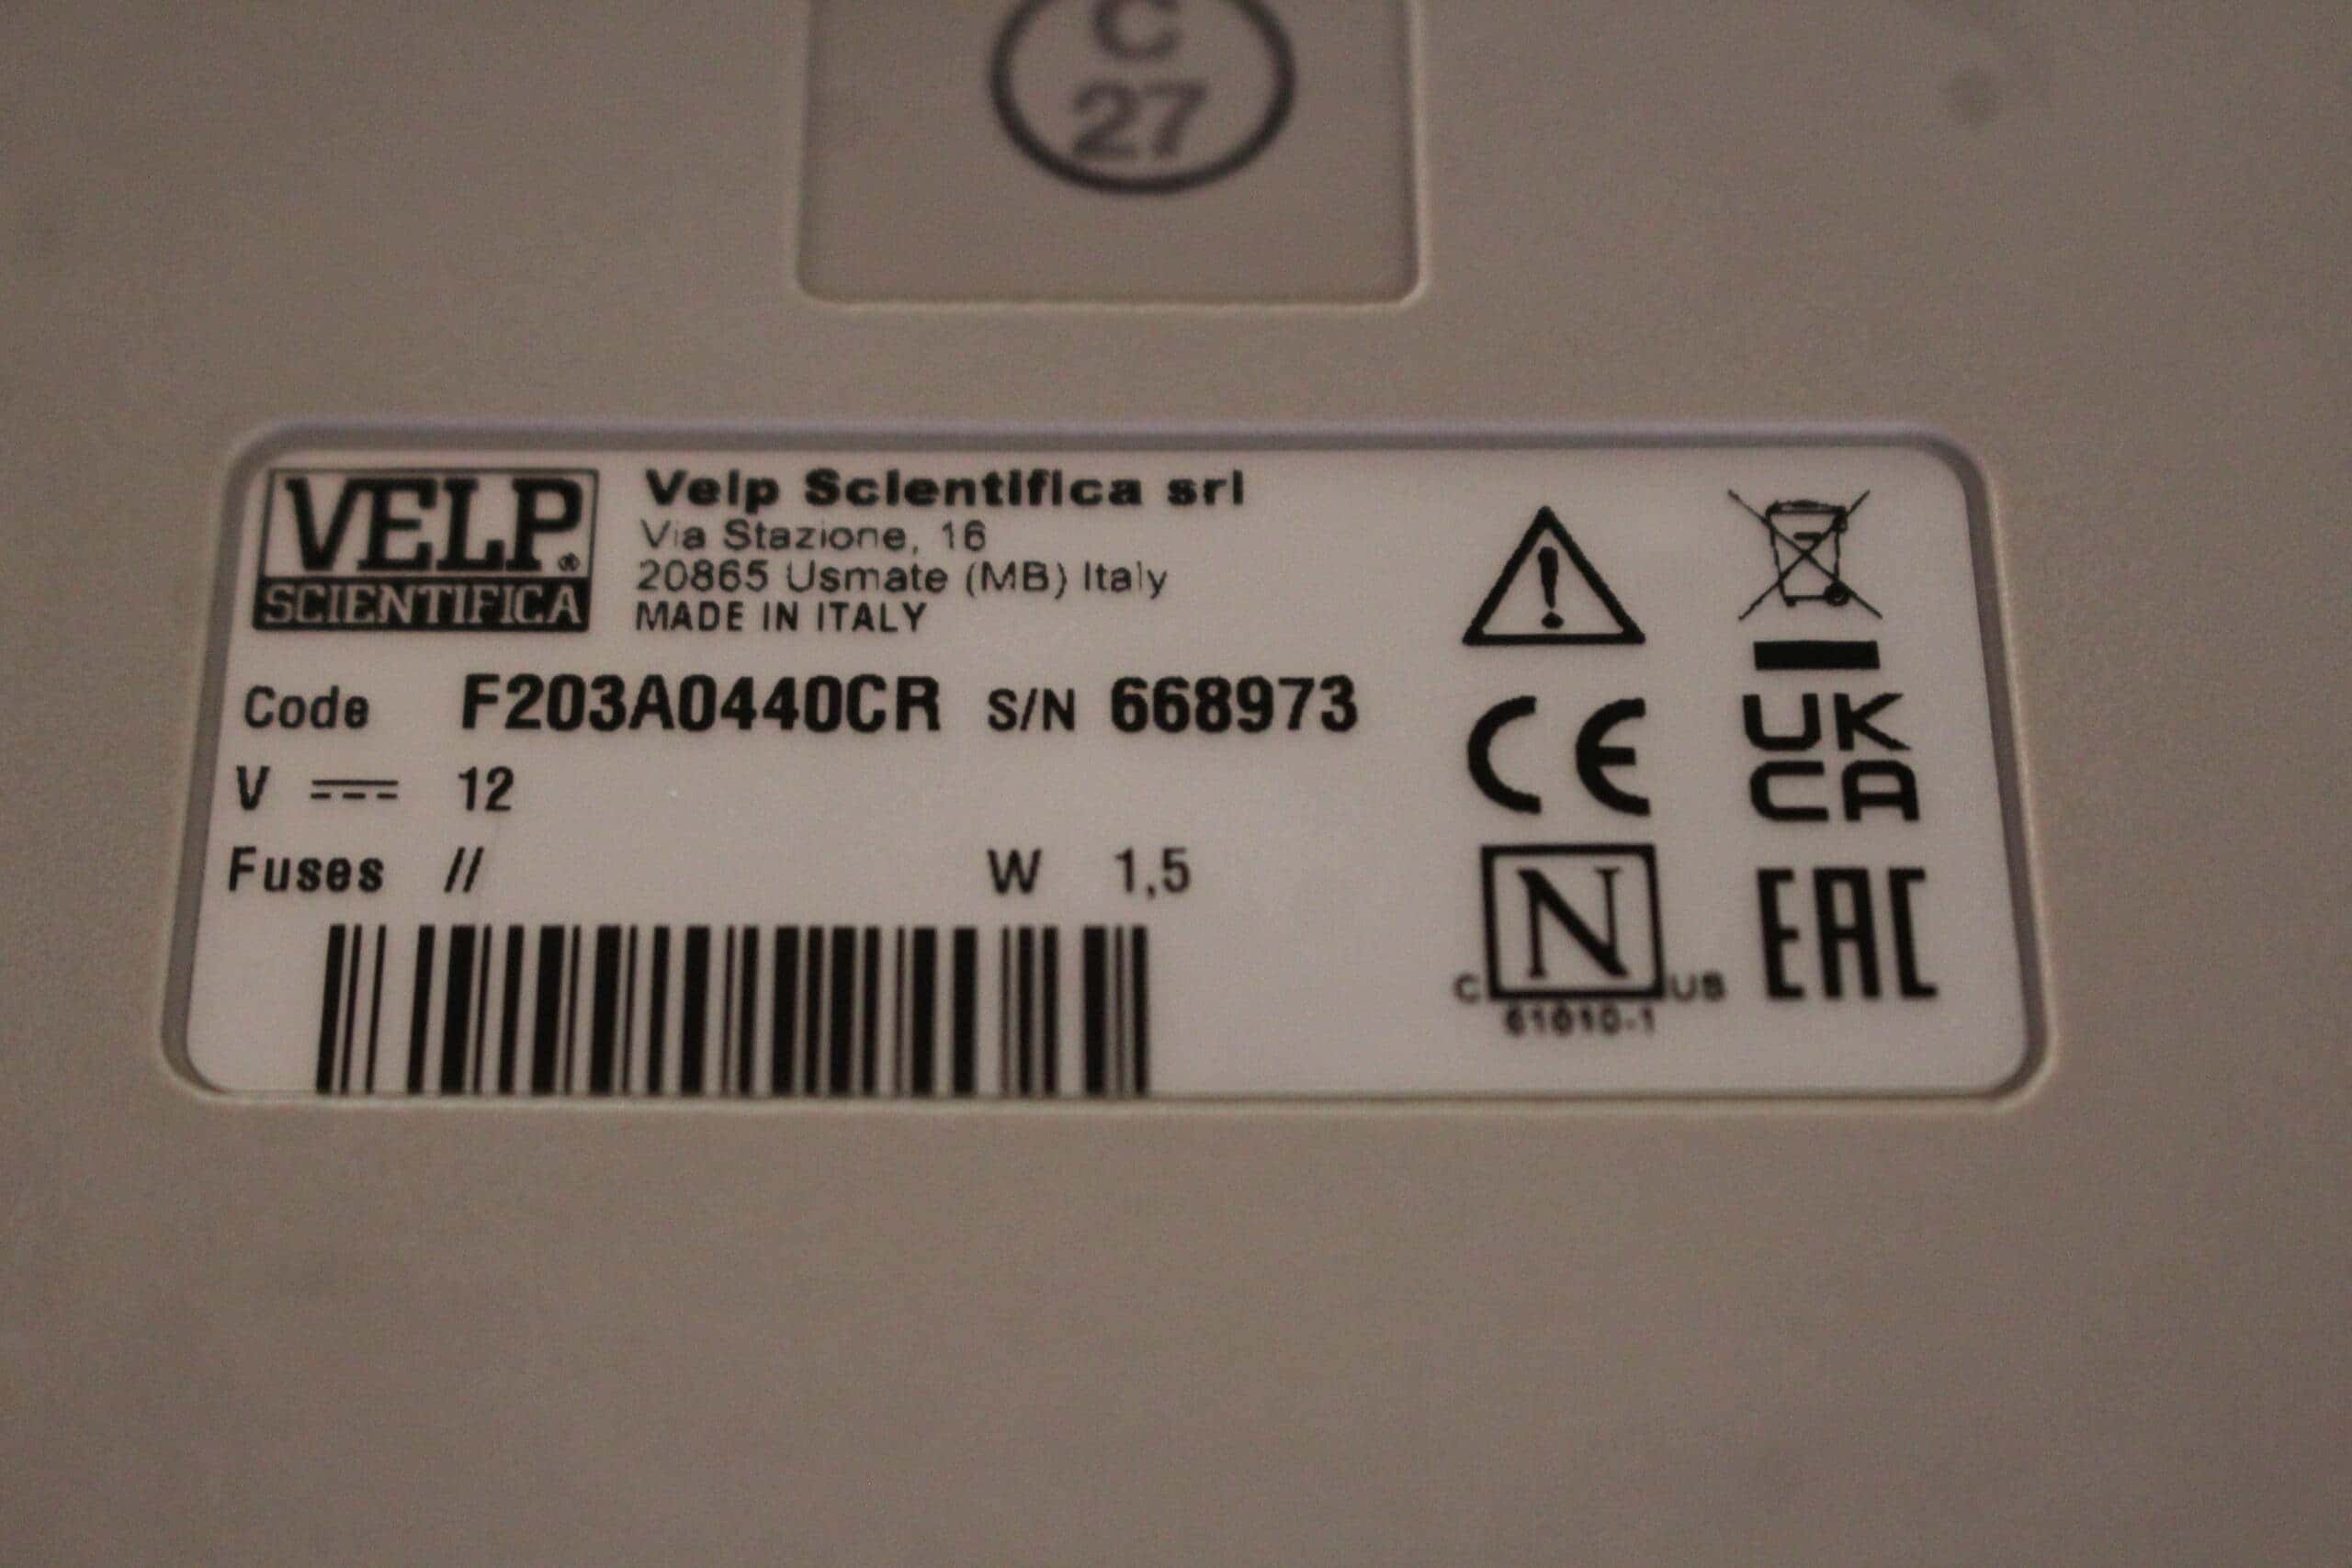 C
27
VELP®
SCIENTIFICA
Velp Scientifica srl
Via Stazione, 16
20865 Usmate (MB) Italy
MADE IN ITALY
Code F203A0440CR S/N 668973
V 12
Fuses // W 1,5
CE
UK
CA
N
C US
61010-1
EAC